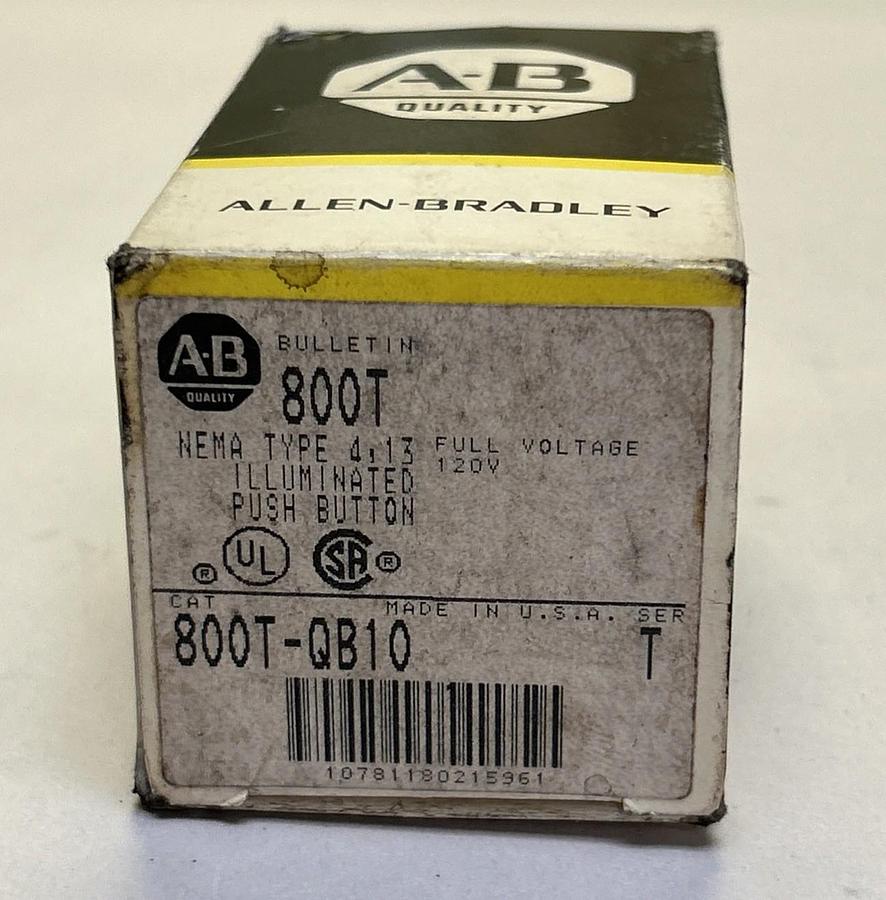 A-B
QUALITY
ALLEN-BRADLEY
A-B
QUALITY
BULLETIN
800T
NEMA TYPE 4,13 FULL VOLTAGE
ILLUMINATED 120V
PUSH BUTTON
® UL SA ®
CAT MADE IN U.S.A. SER
800T-QB10 T
10781180215961